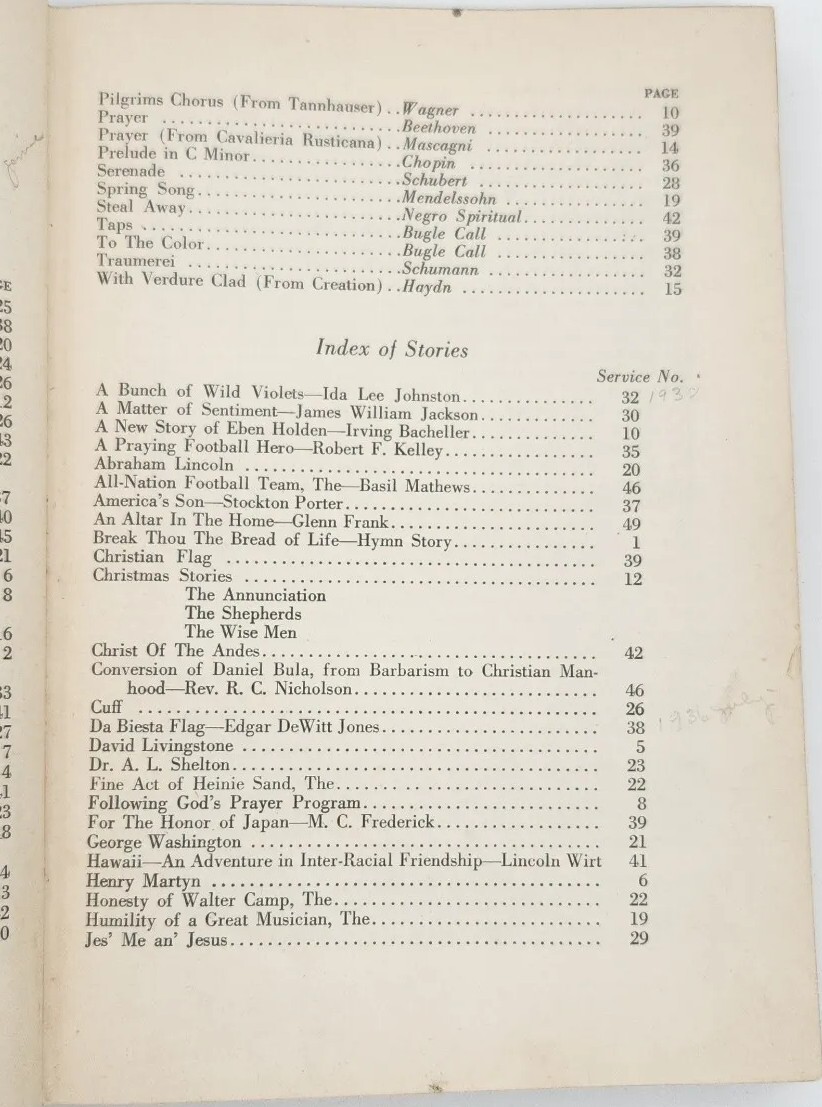 PAGE
Pilgrims Chorus (From Tannhauser) . . Wagner .................... 10
Prayer ............................Beethoven .................. 39
Prayer (From Cavalieria Rusticana) . . Mascagni .................. 14
Prelude in C Minor..................Chopin .................... 36
Serenade ..........................Schubert ................... 28
Spring Song.........................Mendelssohn ................ 19
Steal Away..........................Negro Spiritual............. 42
Taps ..............................Bugle Call ................. 39
To The Color........................Bugle Call ................. 38
Traumerei ..........................Schumann ................... 32
With Verdure Clad (From Creation) . . Haydn ..................... 15
Index of Stories
Service No.
A Bunch of Wild Violets—Ida Lee Johnston............... 32 1932
A Matter of Sentiment—James William Jackson............. 30
A New Story of Eben Holden—Irving Bacheller.............. 10
A Praying Football Hero—Robert F. Kelley................. 35
Abraham Lincoln ........................................ 20
All-Nation Football Team, The—Basil Mathews.............. 46
America's Son—Stockton Porter............................ 37
An Altar In The Home—Glenn Frank........................ 49
Break Thou The Bread of Life—Hymn Story................ 1
Christian Flag .......................................... 39
Christmas Stories ........................................ 12
The Annunciation
The Shepherds
The Wise Men
Christ Of The Andes...................................... 42
Conversion of Daniel Bula, from Barbarism to Christian Man-
hood—Rev. R. C. Nicholson........................... 46
Cuff .................................................. 26
Da Biesta Flag—Edgar DeWitt Jones........................ 38
David Livingstone ........................................ 5
Dr. A. L. Shelton......................................... 23
Fine Act of Heinie Sand, The.............................. 22
Following God's Prayer Program........................... 8
For The Honor of Japan—M. C. Frederick.................. 39
George Washington ....................................... 21
Hawaii—An Adventure in Inter-Racial Friendship—Lincoln Wirt 41
Henry Martyn ........................................... 6
Honesty of Walter Camp, The.............................. 22
Humility of a Great Musician, The......................... 19
Jes' Me an' Jesus......................................... 29
1936